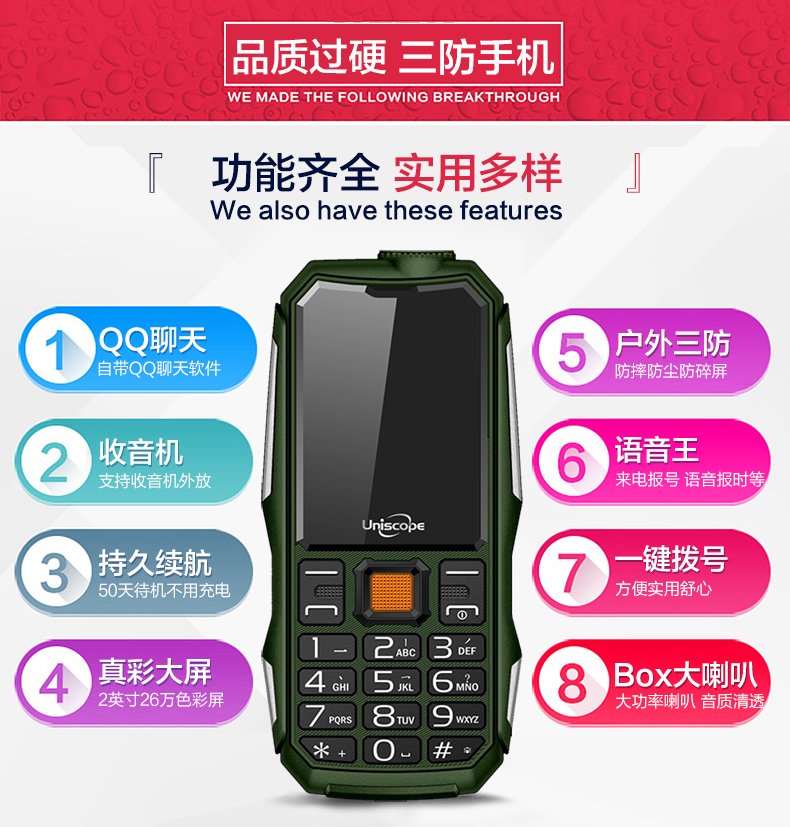 品质过硬 三防手机
WE MADE THE FOLLOWING BREAKTHROUGH
『 功能齐全 实用多样 』
We also have these features
1 QQ聊天
自带QQ聊天软件
2 收音机
支持收音机外放
3 持久续航
50天待机不用充电
4 真彩大屏
2英寸26万色彩屏
5 户外三防
防摔防尘防碎屏
6 语音王
来电报号 语音报时等
7 一键拨号
方便实用舒心
8 Box大喇叭
大功率喇叭 音质清透
Uniscope
1 2 ABC 3 DEF
4 GHI 5 JKL 6 MNO
7 PQRS 8 TUV 9 WXYZ
* + 0 #